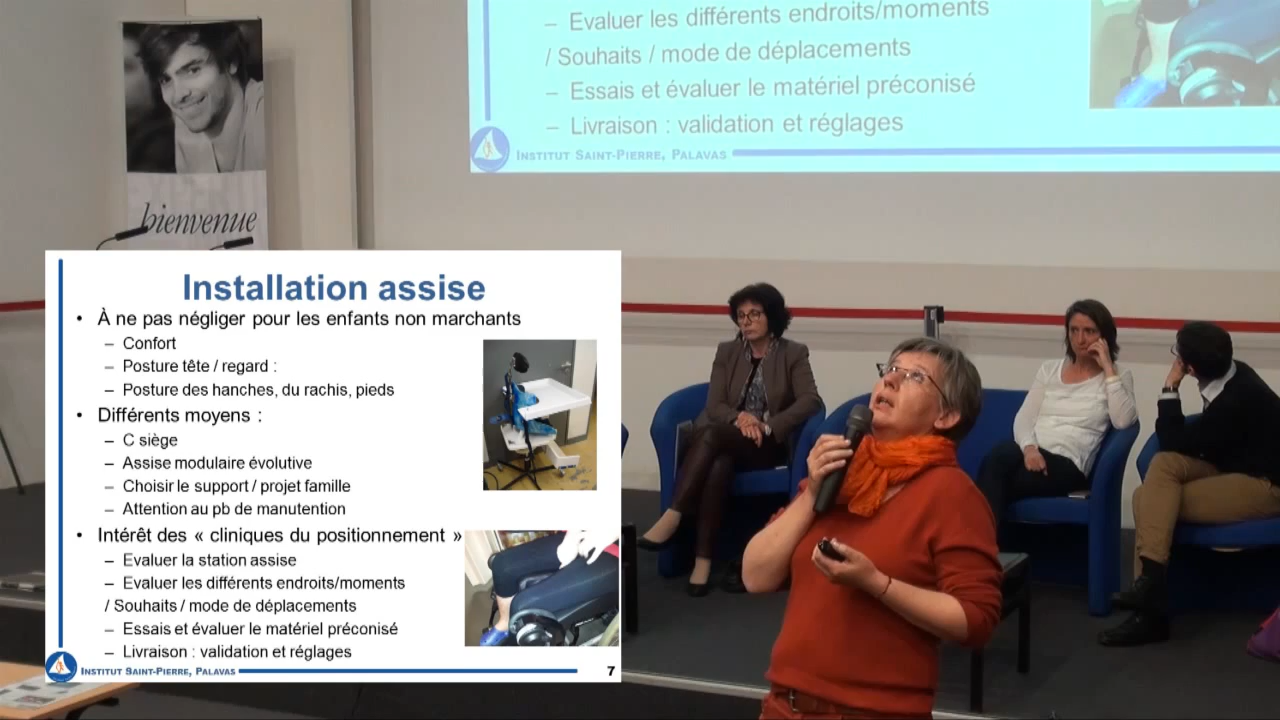 – Evaluer les différents endroits/moments
/ Souhaits / mode de déplacements
– Essais et évaluer le matériel préconisé
– Livraison : validation et réglages
INSTITUT SAINT-PIERRE, PALAVAS
bienvenue
Installation assise
• À ne pas négliger pour les enfants non marchants
– Confort
– Posture tête / regard :
– Posture des hanches, du rachis, pieds
• Différents moyens :
– C siège
– Assise modulaire évolutive
– Choisir le support / projet famille
– Attention au pb de manutention
• Intérêt des « cliniques du positionnement »
– Evaluer la station assise
– Evaluer les différents endroits/moments
/ Souhaits / mode de déplacements
– Essais et évaluer le matériel préconisé
– Livraison : validation et réglages
INSTITUT SAINT-PIERRE, PALAVAS
7